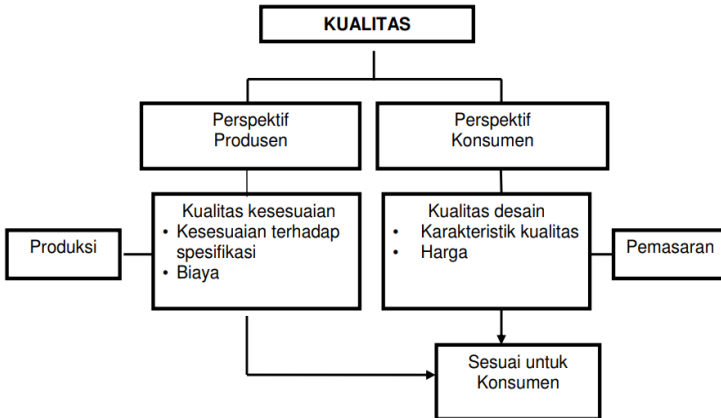 KUALITAS
Perspektif
Produsen
Perspektif
Konsumen
Produksi
Kualitas kesesuaian
• Kesesuaian terhadap
spesifikasi
• Biaya
Kualitas desain
• Karakteristik kualitas
• Harga
Pemasaran
Sesuai untuk
Konsumen